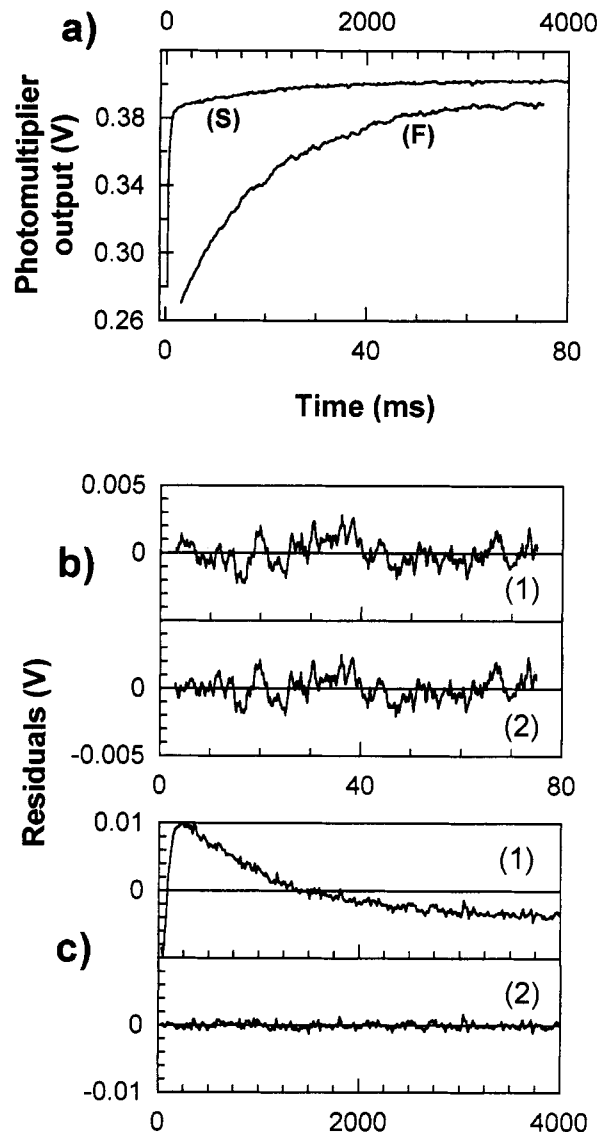 a)
0 2000 4000
Photomultiplier
output (V)
0.38
0.34
0.30
0.26
(S)
(F)
0 40 80
Time (ms)
b)
Residuals (V)
0.005
0
(1)
0
(2)
-0.005
0 40 80
c)
0.01
0
(1)
0
(2)
-0.01
0 2000 4000